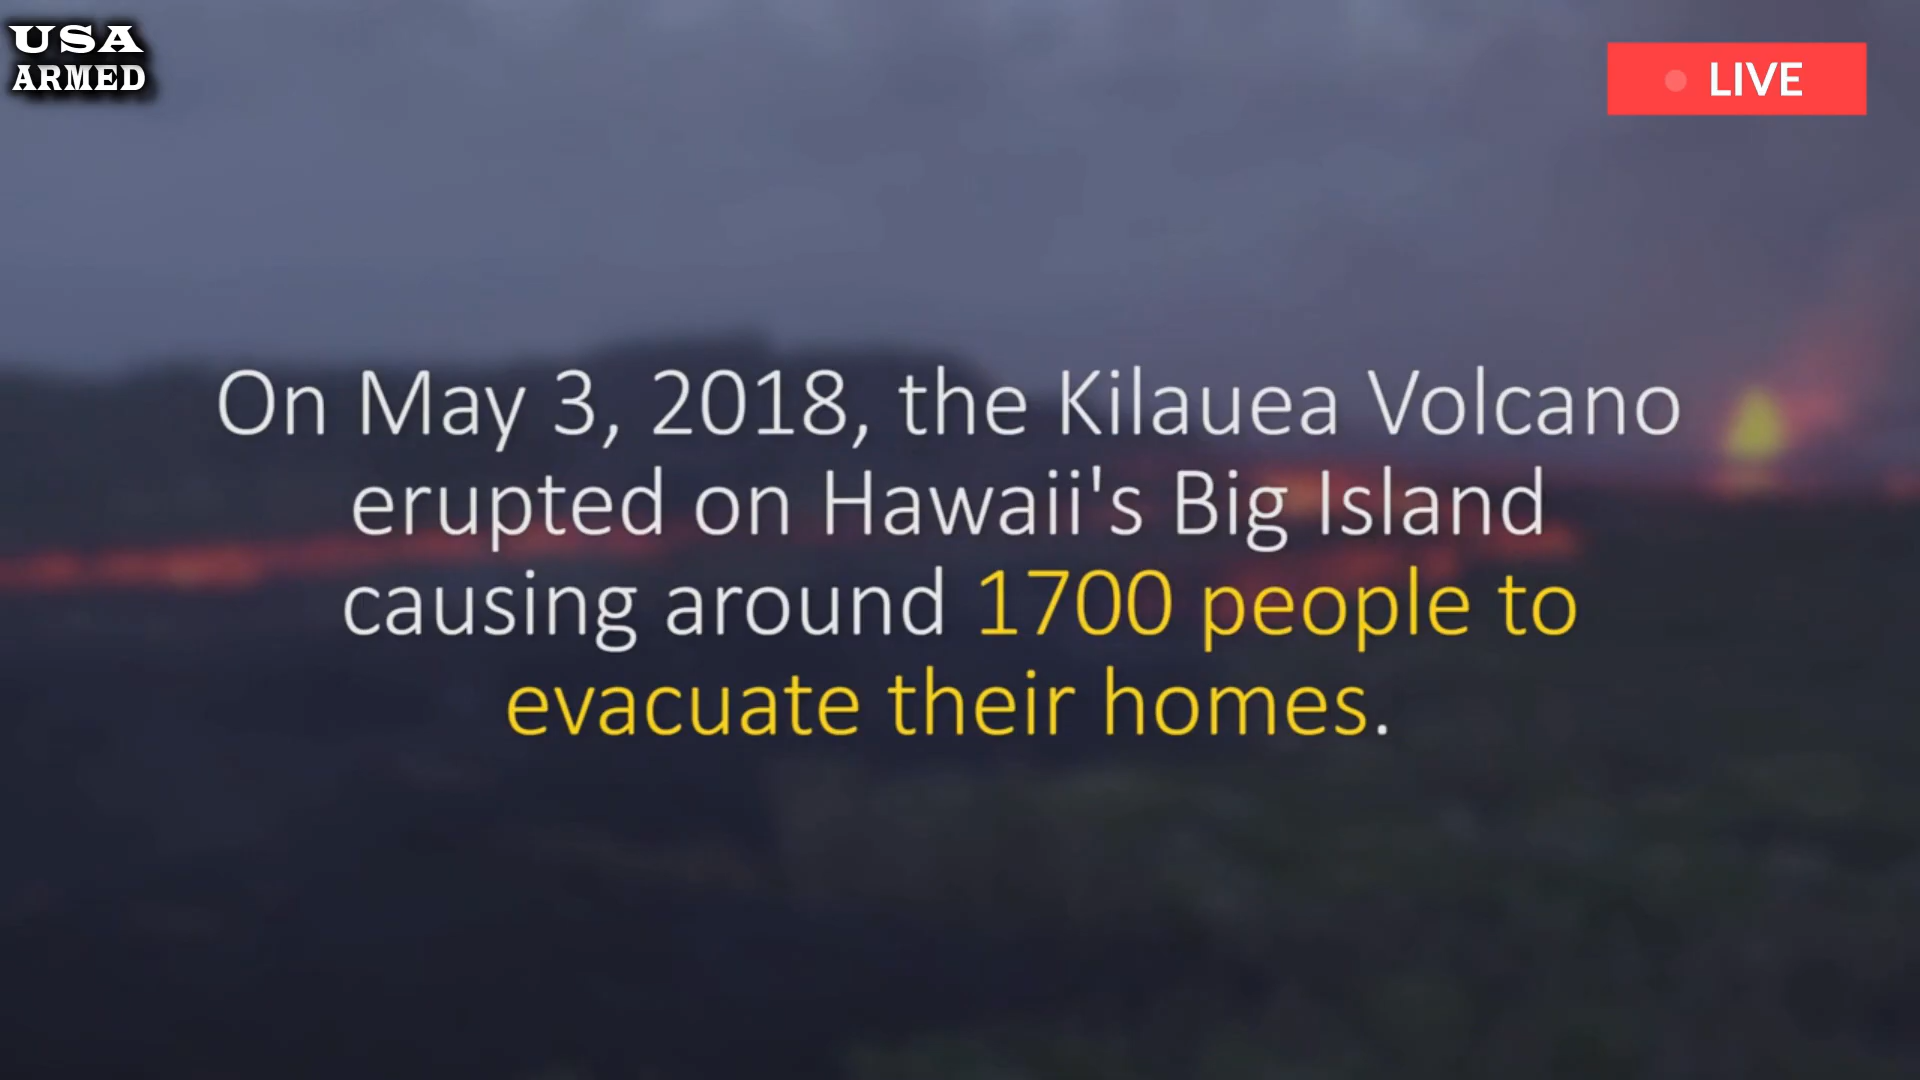 USA
ARMED
LIVE
On May 3, 2018, the Kilauea Volcano
erupted on Hawaii's Big Island
causing around 1700 people to
evacuate their homes.